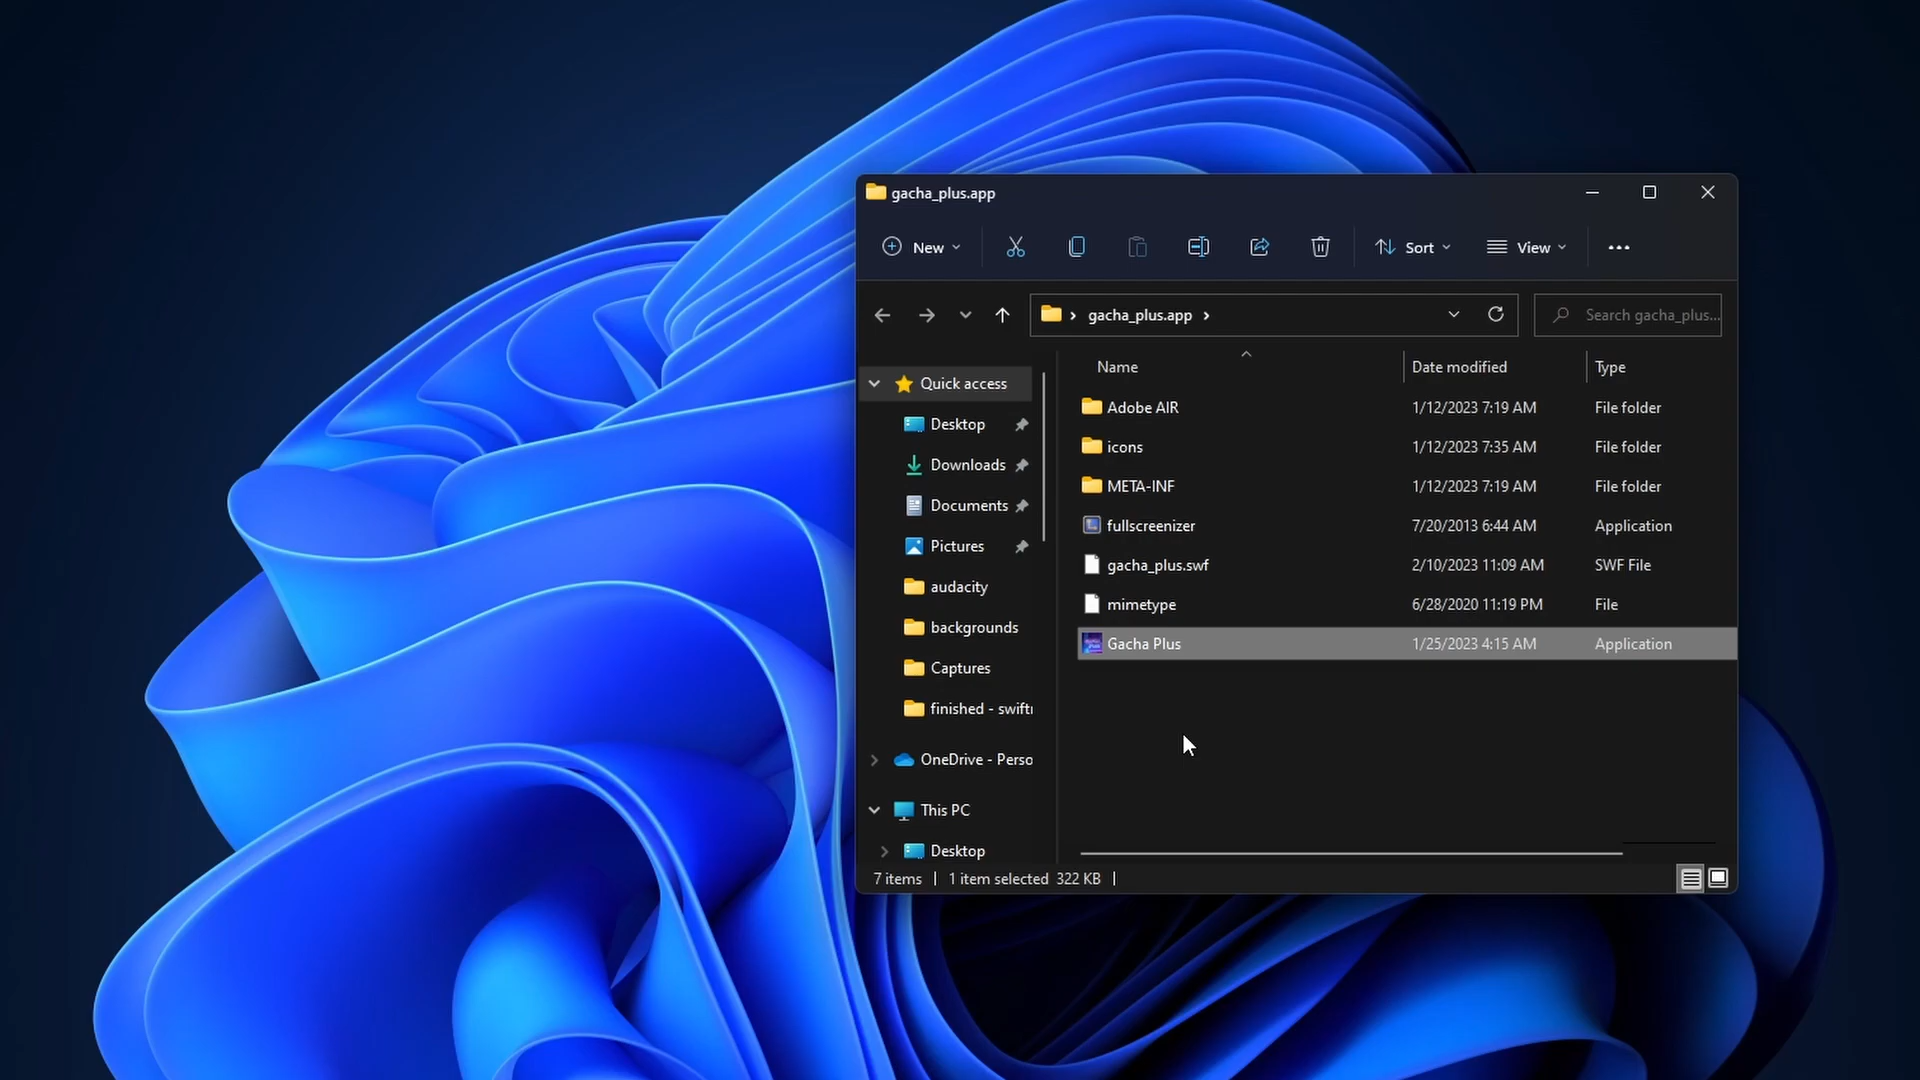 gacha_plus.app
New
Sort
View
gacha_plus.app
Search gacha_plus...
Name Date modified Type
Quick access
Desktop
Downloads
Documents
Pictures
audacity
backgrounds
Captures
finished -
OneDrive - Perso
This PC
Desktop
Adobe AIR 1/12/2023 7:19 AM File folder
icons 1/12/2023 7:35 AM File folder
META-INF 1/12/2023 7:19 AM File folder
fullscreenizer 7/20/2013 6:44 AM Application
gacha_plus.swf 2/10/2023 11:09 AM SWF File
mimetype 6/28/2020 11:19 PM File
Gacha Plus 1/25/2023 4:15 AM Application
7 items 1 item selected 322 KB